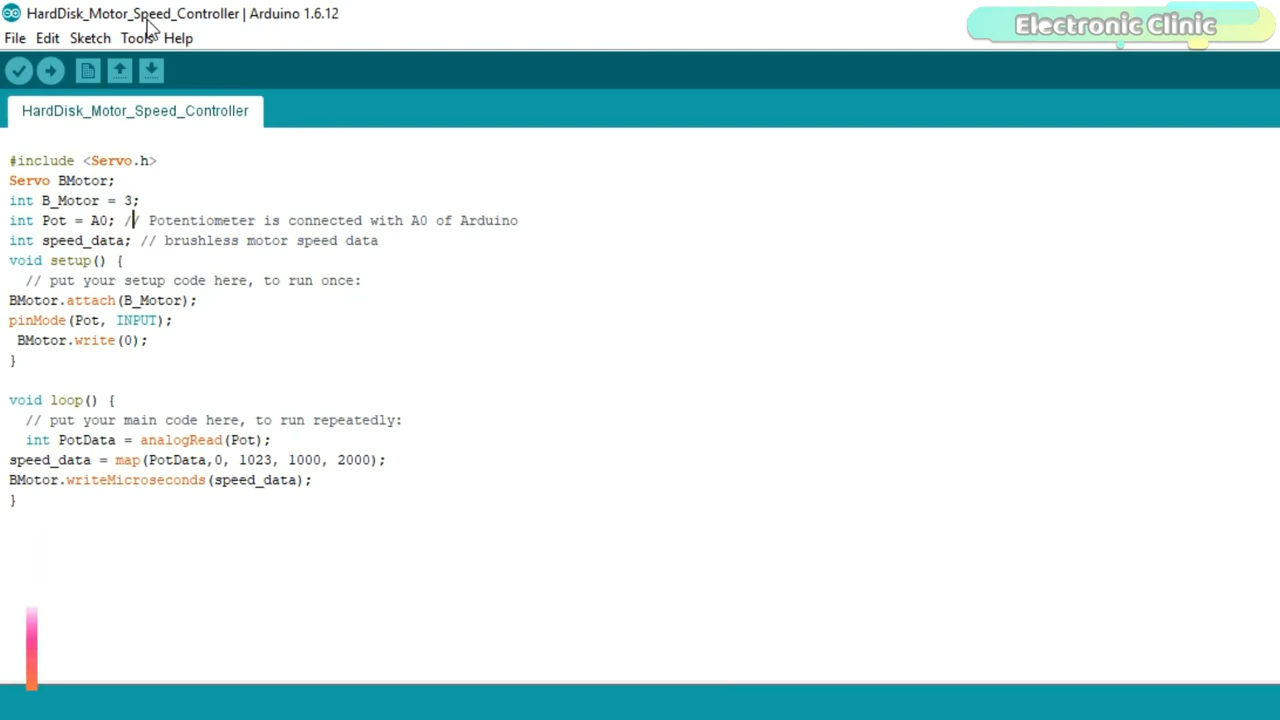 HardDisk_Motor_Speed_Controller | Arduino 1.6.12
Electronic Clinic
File Edit Sketch Tools Help
HardDisk_Motor_Speed_Controller
#include <Servo.h>
Servo BMotor;
int B_Motor = 3;
int Pot = A0; // Potentiometer is connected with A0 of Arduino
int speed_data; // brushless motor speed data
void setup() {
  // put your setup code here, to run once:
BMotor.attach(B_Motor);
pinMode(Pot, INPUT);
 BMotor.write(0);
}
void loop() {
  // put your main code here, to run repeatedly:
  int PotData = analogRead(Pot);
speed_data = map(PotData,0, 1023, 1000, 2000);
BMotor.writeMicroseconds(speed_data);
}